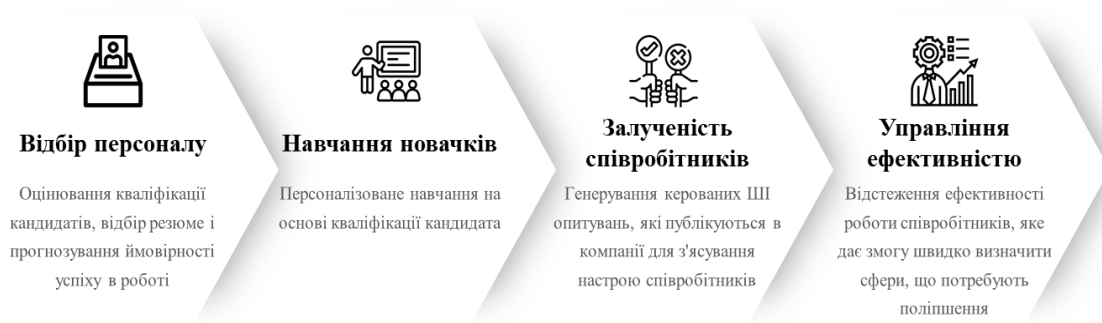 Відбір персоналу
Оцінювання кваліфікації
кандидатів, відбір резюме і
прогнозування ймовірності
успіху в роботі
Навчання новачків
Персоналізоване навчання на
основі кваліфікації кандидата
Залученість
співробітників
Генерування керованих ШІ
опитувань, які публікуються в
компанії для з'ясування
настрою співробітників
Управління
ефективністю
Відстеження ефективності
роботи співробітників, яке
дає змогу швидко визначити
сфери, що потребують
поліпшення